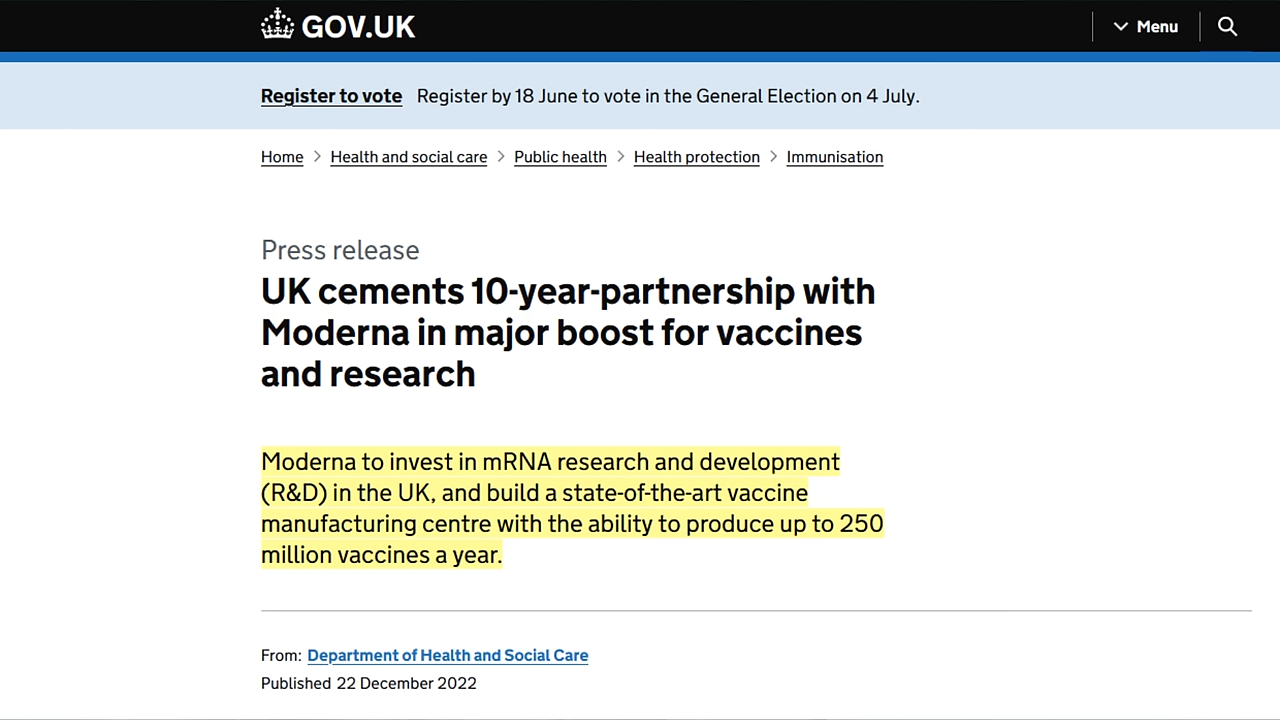 GOV.UK
Menu
Register to vote Register by 18 June to vote in the General Election on 4 July.
Home > Health and social care > Public health > Health protection > Immunisation
Press release
UK cements 10-year-partnership with
Moderna in major boost for vaccines
and research
Moderna to invest in mRNA research and development
(R&D) in the UK, and build a state-of-the-art vaccine
manufacturing centre with the ability to produce up to 250
million vaccines a year.
From: Department of Health and Social Care
Published 22 December 2022